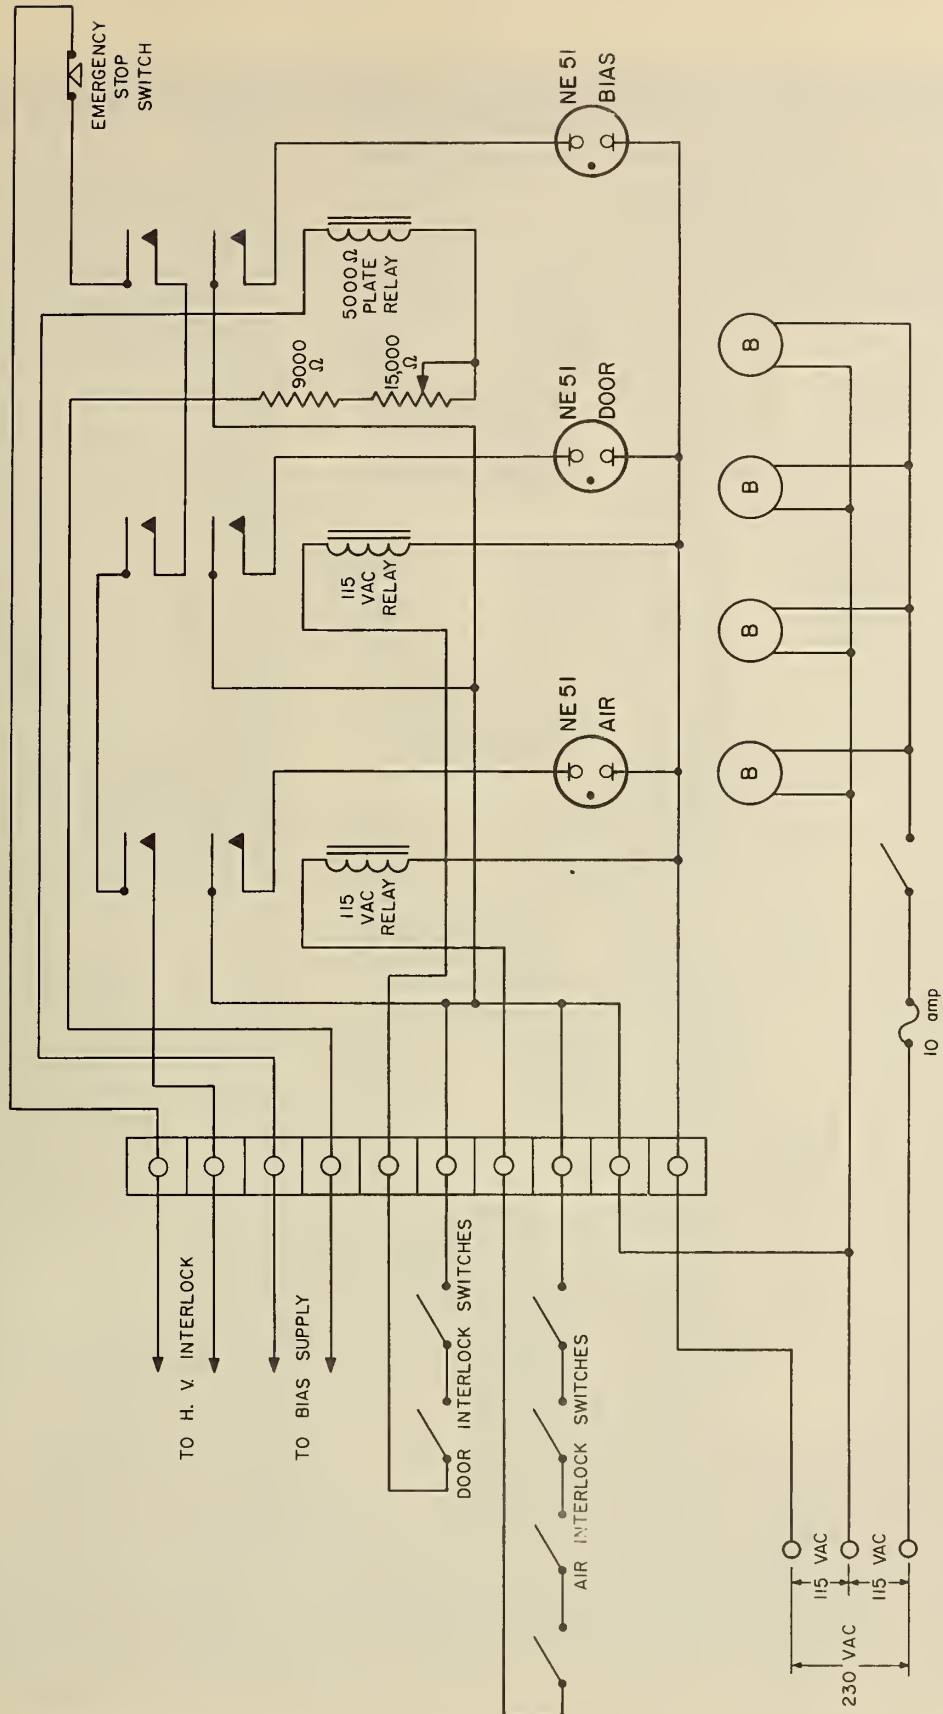 EMERGENCY
STOP
SWITCH
TO H. V. INTERLOCK
TO BIAS SUPPLY
9000
Ω
15,000
Ω
5000Ω
PLATE
RELAY
115
VAC
RELAY
115
VAC
RELAY
DOOR INTERLOCK SWITCHES
AIR INTERLOCK SWITCHES
NE 51
AIR
NE 51
DOOR
NE 51
BIAS
B
B
B
B
115 VAC
115 VAC
230 VAC
10 amp